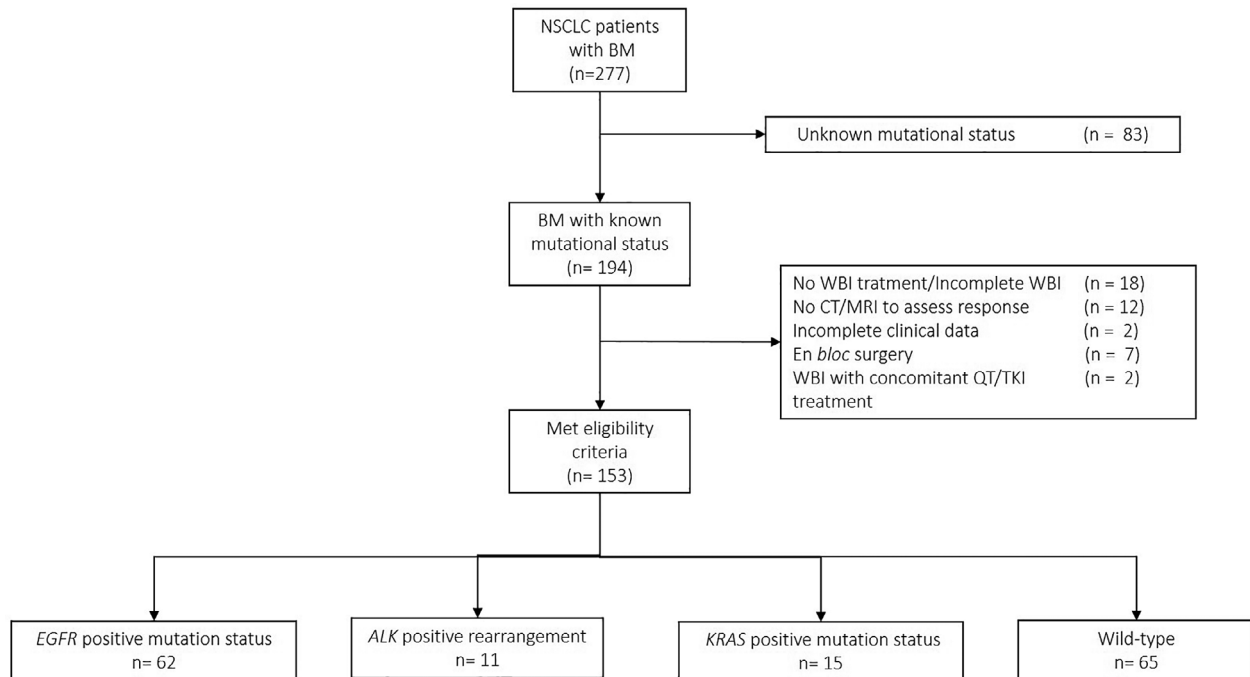 NSCLC patients
with BM
(n=277)
Unknown mutational status (n = 83)
BM with known
mutational status
(n= 194)
No WBI tratment/Incomplete WBI (n = 18)
No CT/MRI to assess response (n = 12)
Incomplete clinical data (n = 2)
En bloc surgery (n = 7)
WBI with concomitant QT/TKI (n = 2)
treatment
Met eligibility
criteria
(n= 153)
EGFR positive mutation status
n= 62
ALK positive rearrangement
n= 11
KRAS positive mutation status
n= 15
Wild-type
n= 65